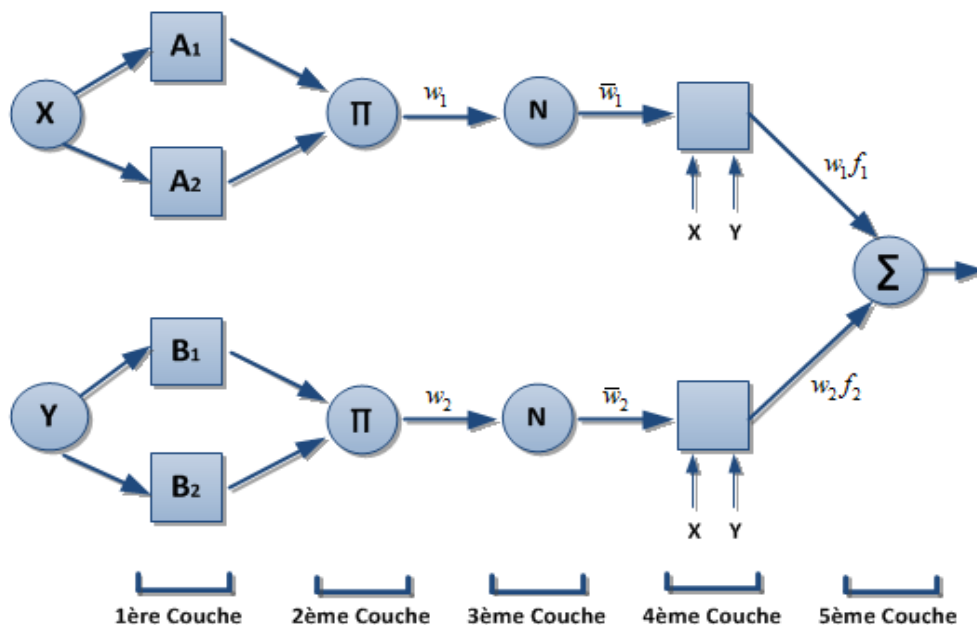 X
A₁
A₂
Π
w₁
N
w̅₁
X Y
w₁f₁
Σ
Y
B₁
B₂
Π
w₂
N
w̅₂
X Y
w₂f₂
1ère Couche
2ème Couche
3ème Couche
4ème Couche
5ème Couche